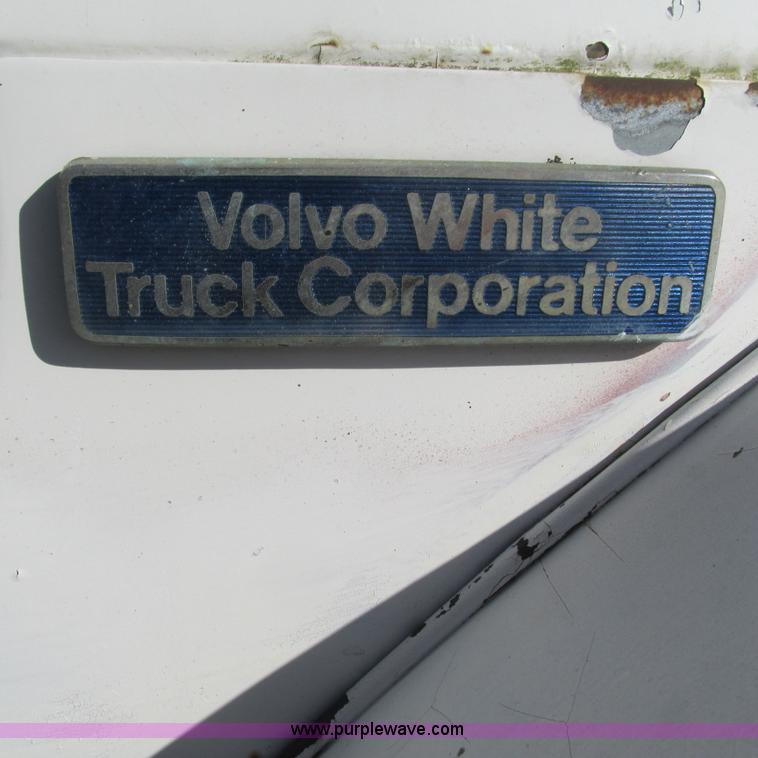 Volvo White
Truck Corporation
www.purplewave.com